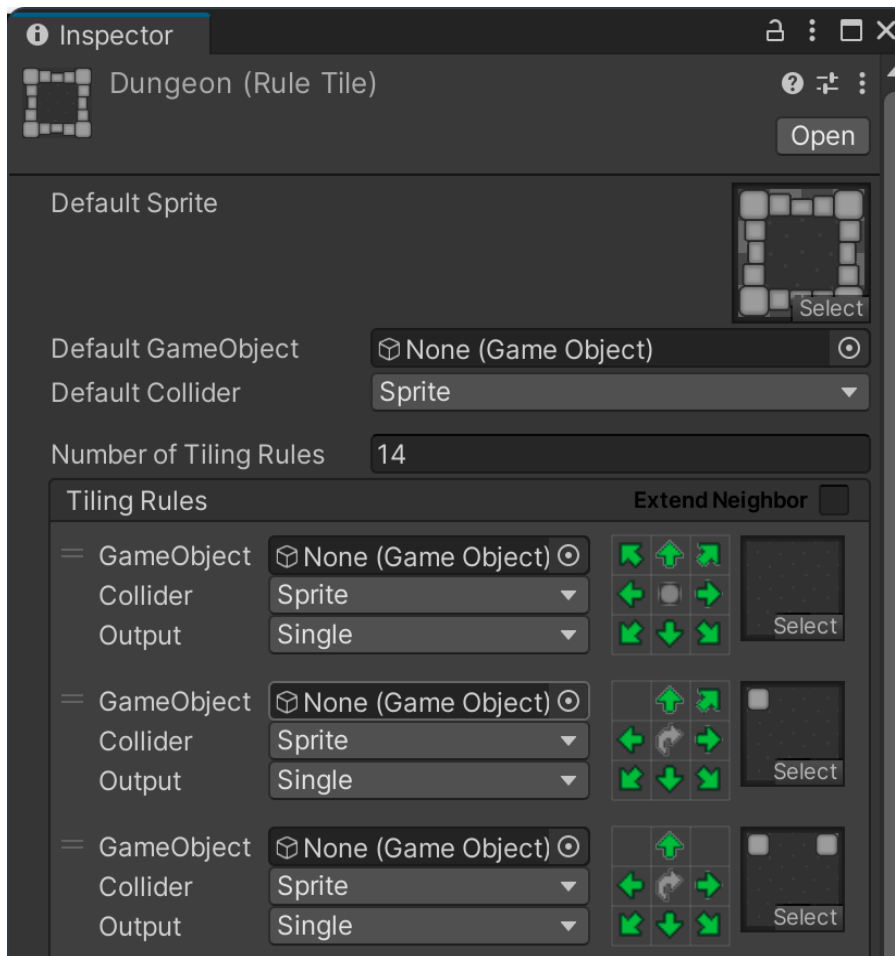 Inspector
Dungeon (Rule Tile)
Open
Default Sprite
Select
Default GameObject None (Game Object)
Default Collider Sprite
Number of Tiling Rules 14
Tiling Rules Extend Neighbor
GameObject None (Game Object)
Collider Sprite
Output Single
Select
GameObject None (Game Object)
Collider Sprite
Output Single
Select
GameObject None (Game Object)
Collider Sprite
Output Single
Select